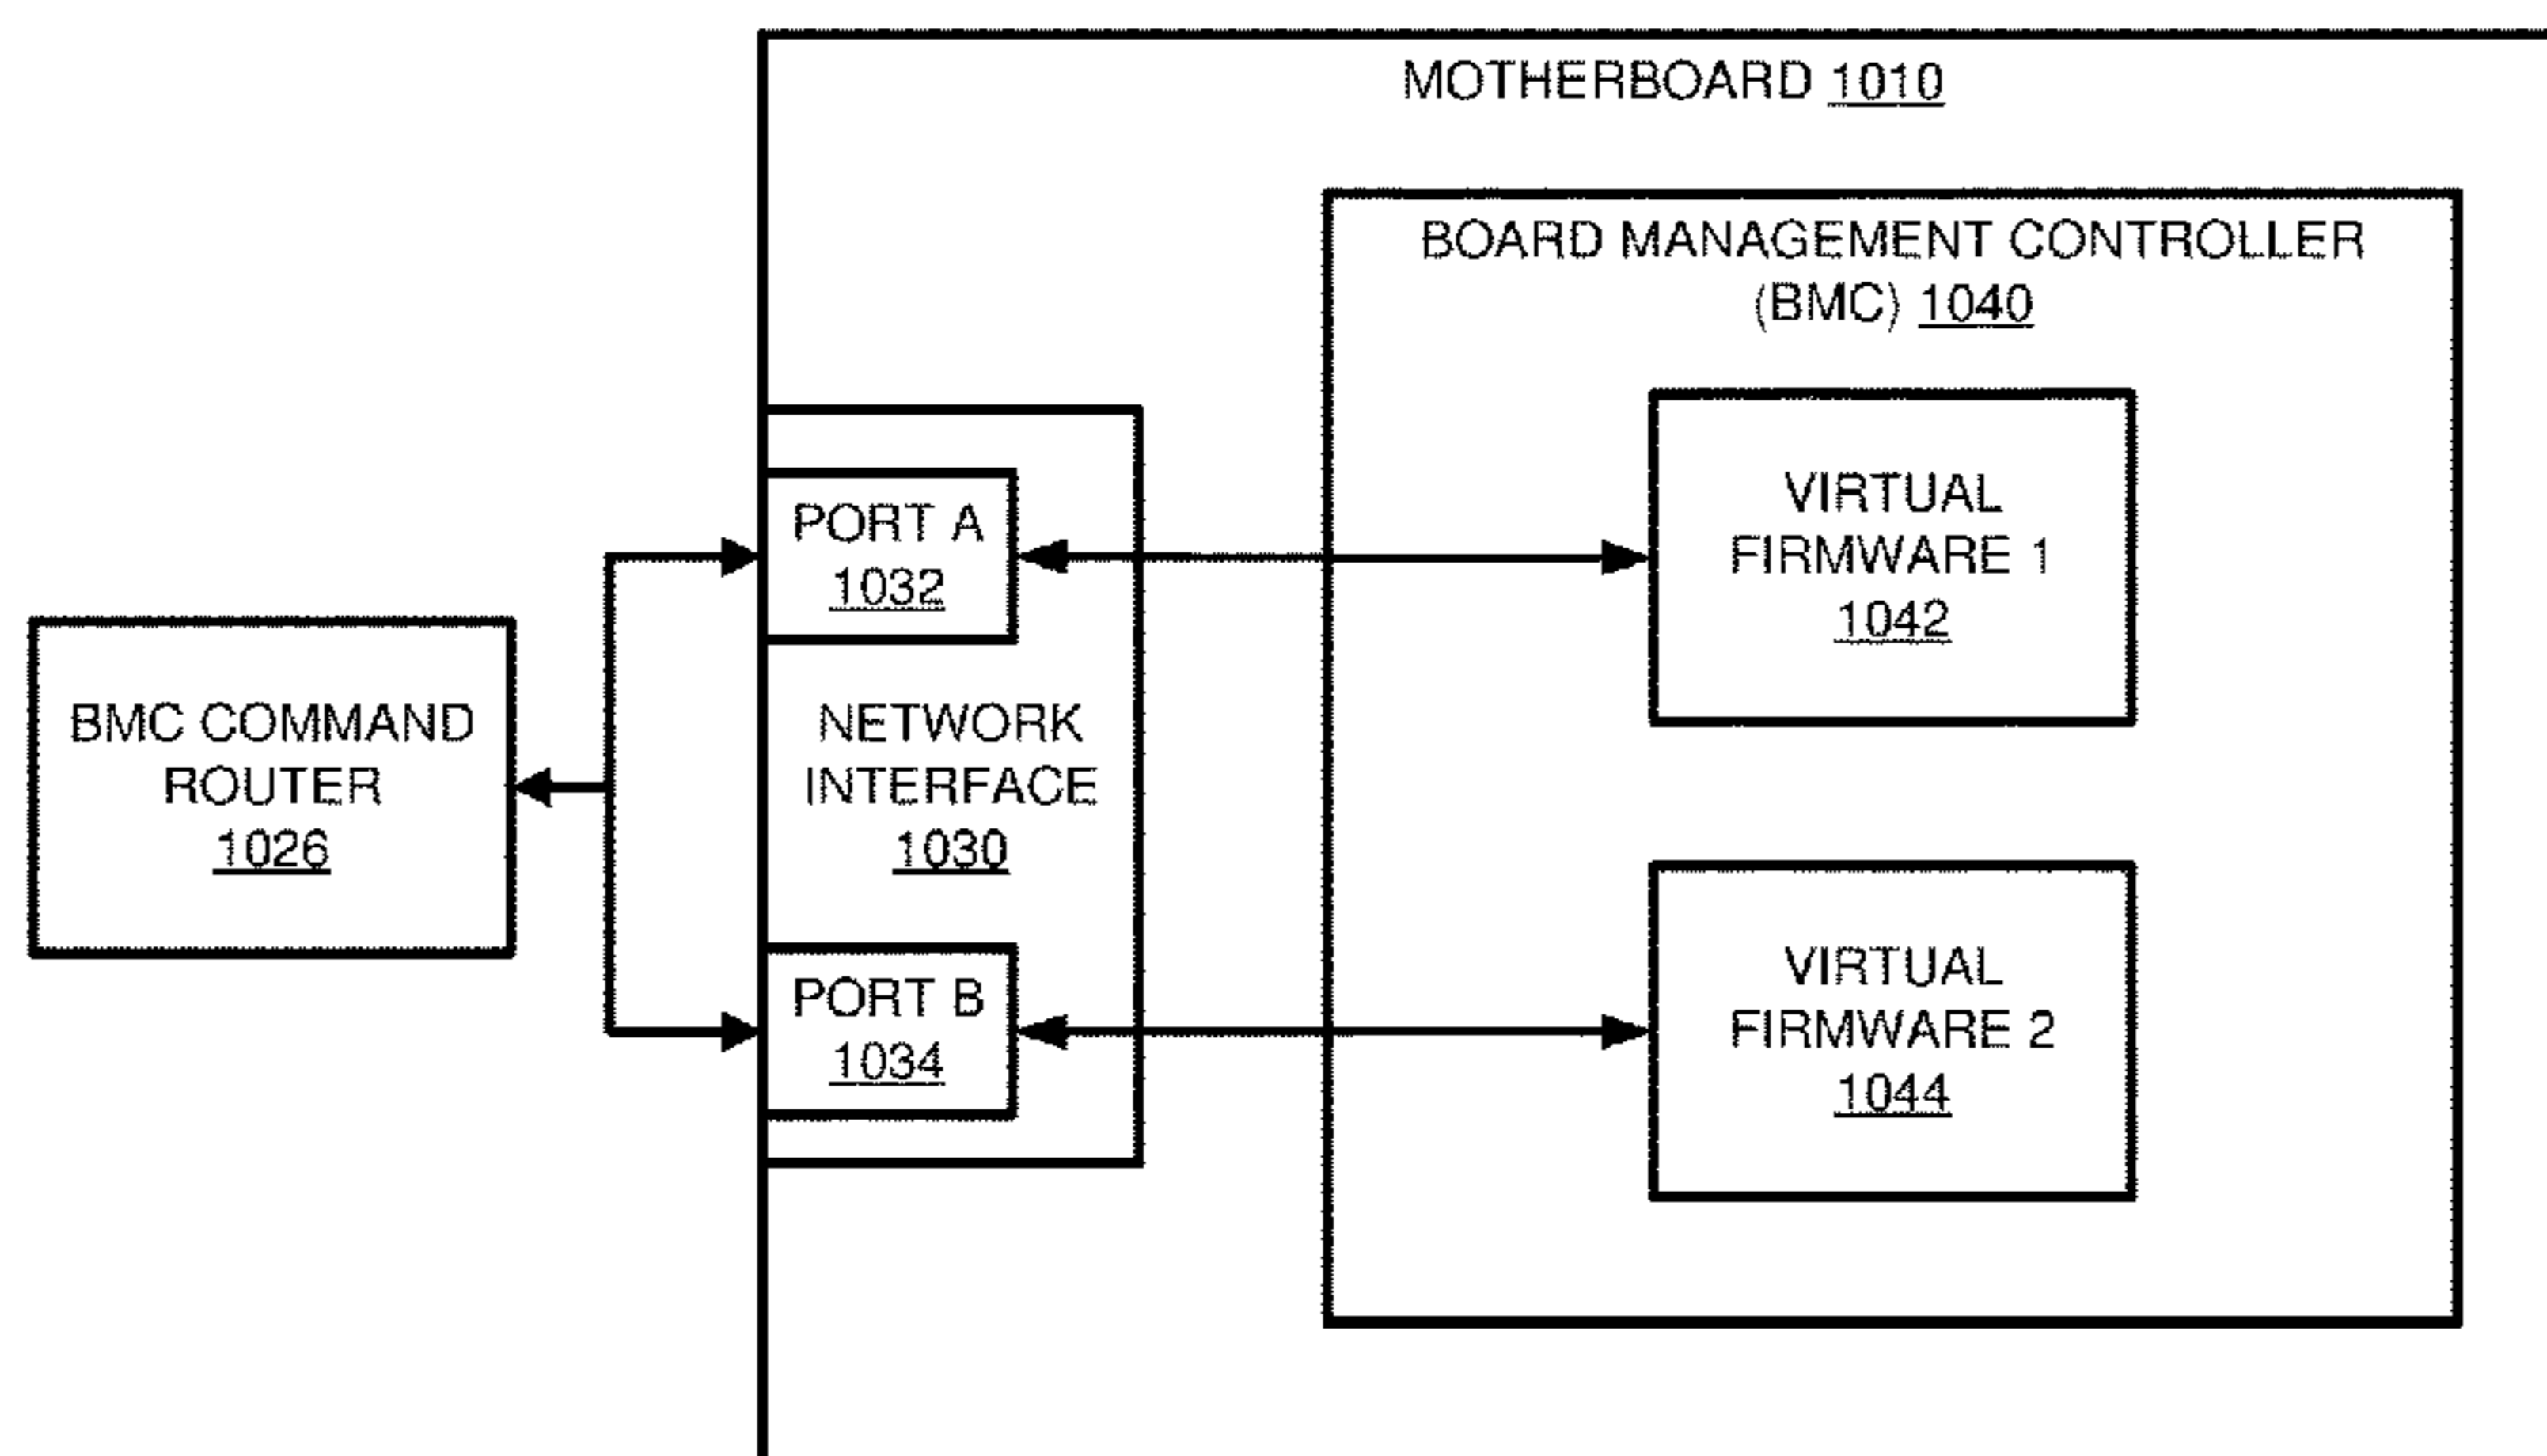 MOTHERBOARD 1010
BOARD MANAGEMENT CONTROLLER
(BMC) 1040
VIRTUAL
FIRMWARE 1
1042
PORT A
1032
BMC COMMAND
ROUTER
1026
NETWORK
INTERFACE
1030
PORT B
1034
VIRTUAL
FIRMWARE 2
1044